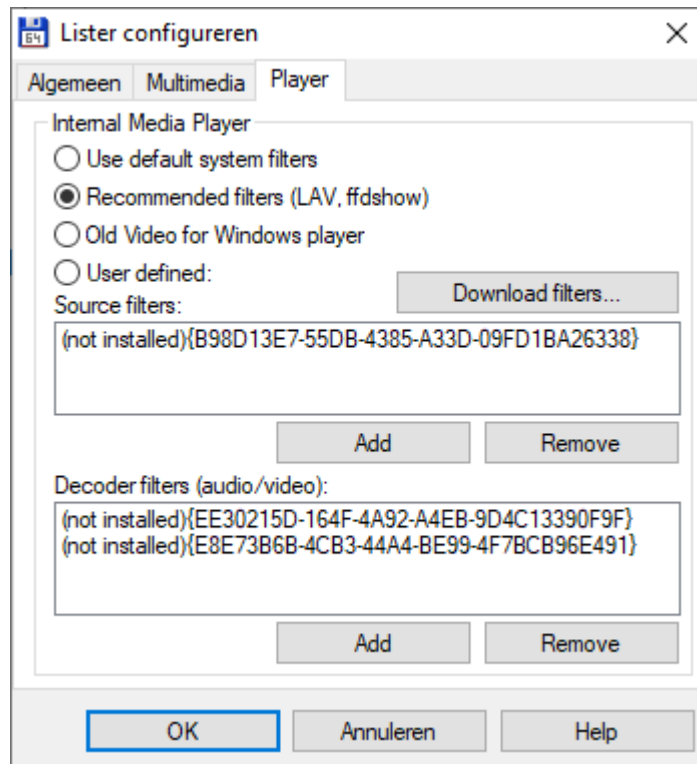 64 Lister configureren
Algemeen Multimedia Player
Internal Media Player
Use default system filters
Recommended filters (LAV, ffdshow)
Old Video for Windows player
User defined:
Download filters...
Source filters:
(not installed){B98D13E7-55DB-4385-A33D-09FD1BA26338}
Add Remove
Decoder filters (audio/video):
(not installed){EE30215D-164F-4A92-A4EB-9D4C13390F9F}
(not installed){E8E73B6B-4CB3-44A4-BE99-4F7BCB96E491}
Add Remove
OK Annuleren Help